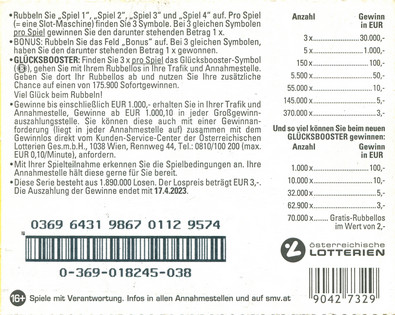 • Rubbeln Sie „Spiel 1", „Spiel 2", „Spiel 3" und „Spiel 4" auf. Pro Spiel
(= eine Slot-Maschine) finden Sie 3 Symbole. Bei 3 gleichen Symbolen
pro Spiel gewinnen Sie den darunter stehenden Betrag 1 x.
• BONUS: Rubbeln Sie das Feld „Bonus" auf. Bei 3 gleichen Symbolen,
haben Sie den darunter stehenden Betrag 1 x gewonnen.
• GLÜCKSBOOSTER: Finden Sie 3 x pro Spiel das Glücksbooster-Symbol
( ), gehen Sie mit Ihrem Rubbellos in Ihre Trafik und Annahmestelle.
Geben Sie dort Ihr Rubbellos ab und nutzen Sie Ihre zusätzliche
Chance auf einen von 175.900 Sofortgewinnen.
Viel Glück beim Rubbeln!
• Gewinne bis einschließlich EUR 1.000,- erhalten Sie in Ihrer Trafik und
Annahmestelle, Gewinne ab EUR 1.000,10 in jeder Großgewinn-
auszahlungsstelle. Sie können diese auch mit einer Gewinnan-
forderung (liegt in jeder Annahmestelle auf) zusammen mit dem
Gewinnlos direkt vom Kunden-Service-Center der Österreichischen
Lotterien Ges.m.b.H., 1038 Wien, Rennweg 44, Tel.: 0810/100 200 (max.
EUR 0,10/Minute), anfordern.
• Mit Ihrer Spielteilnahme erkennen Sie die Spielbedingungen an. Ihre
Annahmestelle hält diese gerne für Sie bereit.
• Diese Serie besteht aus 1.890.000 Losen. Der Lospreis beträgt EUR 3,-.
Die Auszahlung der Gewinne endet mit 17.4.2023.
0369 6431 9867 0112 9574
0-369-018245-038
16+ Spiele mit Verantwortung. Infos in allen Annahmestellen und auf smv.at
Anzahl Gewinn
in EUR
3 x 30.000,-
5 x 1.000,-
150 x 100,-
5.500 x 50,-
55.000 x 10,-
145.000 x 5,-
370.000 x 3,-
Und so viel können Sie beim neuen
GLÜCKSBOOSTER gewinnen:
Anzahl Gewinn
in EUR
1.000 x 100,-
10.000 x 10,-
32.000 x 5,-
62.900 x 3,-
70.000 x Gratis-Rubbellos
im Wert von 2,-
österreichische
LOTTERIEN
9042 7329